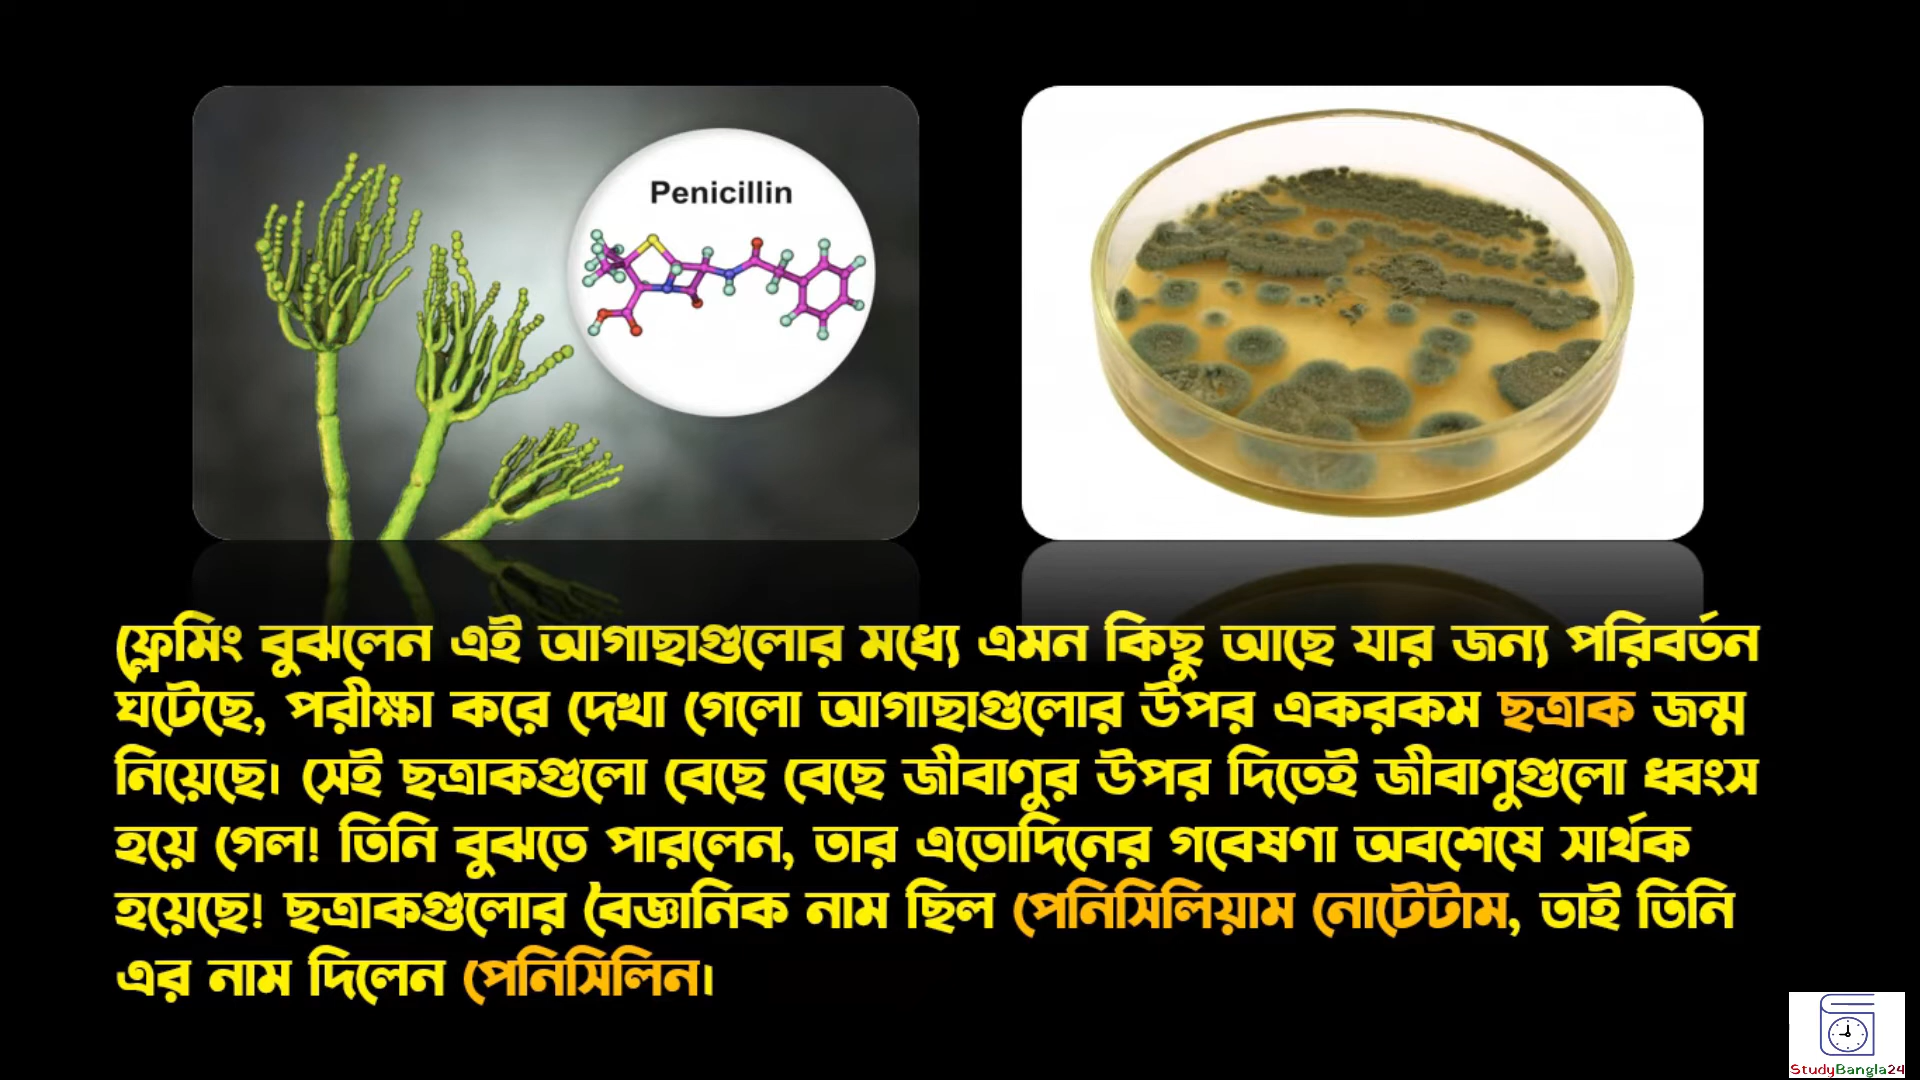 Penicillin
ফ্লেমিং বুঝলেন এই আগাছাগুলোর মধ্যে এমন কিছু আছে যার জন্য পরিবর্তন
ঘটেছে, পরীক্ষা করে দেখা গেলো আগাছাগুলোর উপর একরকম ছত্রাক জন্ম
নিয়েছে। সেই ছত্রাকগুলো বেছে বেছে জীবাণুর উপর দিতেই জীবাণুগুলো ধ্বংস
হয়ে গেল! তিনি বুঝতে পারলেন, তার এতোদিনের গবেষণা অবশেষে সার্থক
হয়েছে! ছত্রাকগুলোর বৈজ্ঞানিক নাম ছিল পেনিসিলিয়াম নোটেটাম, তাই তিনি
এর নাম দিলেন পেনিসিলিন।
StudyBangla24